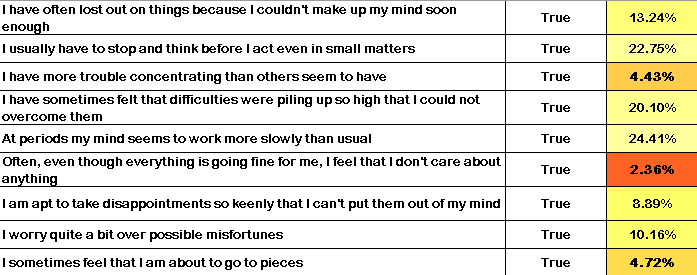 I have often lost out on things because I couldn't make up my mind soon
enough True 13.24%
I usually have to stop and think before I act even in small matters True 22.75%
I have more trouble concentrating than others seem to have True 4.43%
I have sometimes felt that difficulties were piling up so high that I could not
overcome them True 20.10%
At periods my mind seems to work more slowly than usual True 24.41%
Often, even though everything is going fine for me, I feel that I don't care about
anything True 2.36%
I am apt to take disappointments so keenly that I can't put them out of my mind True 8.89%
I worry quite a bit over possible misfortunes True 10.16%
I sometimes feel that I am about to go to pieces True 4.72%